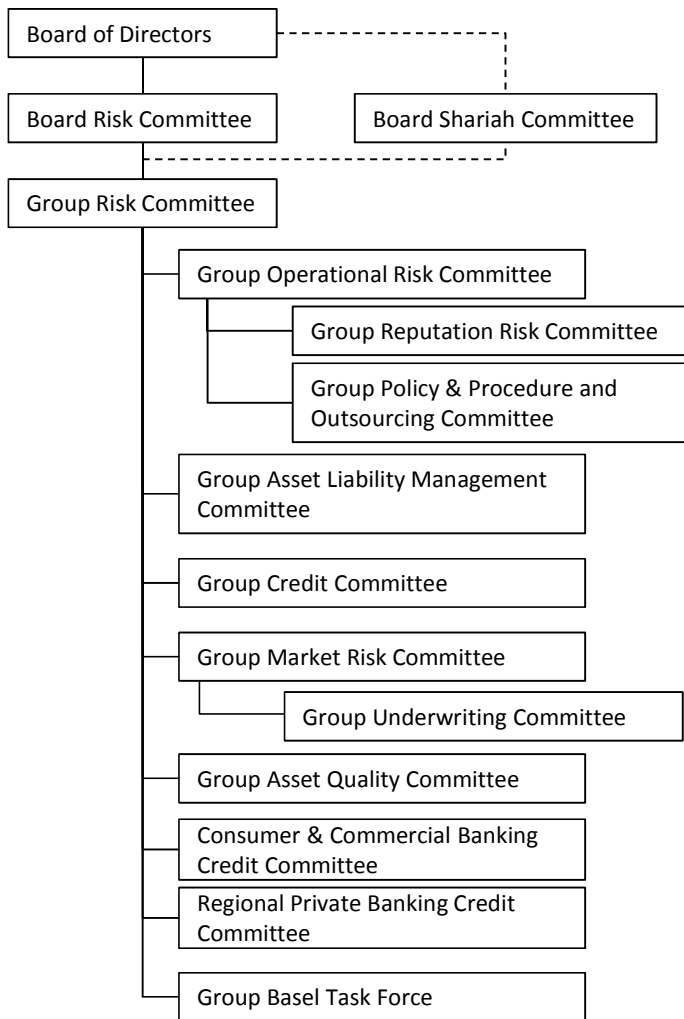 Board of Directors
Board Risk Committee
Board Shariah Committee
Group Risk Committee
Group Operational Risk Committee
Group Reputation Risk Committee
Group Policy & Procedure and
Outsourcing Committee
Group Asset Liability Management
Committee
Group Credit Committee
Group Market Risk Committee
Group Underwriting Committee
Group Asset Quality Committee
Consumer & Commercial Banking
Credit Committee
Regional Private Banking Credit
Committee
Group Basel Task Force